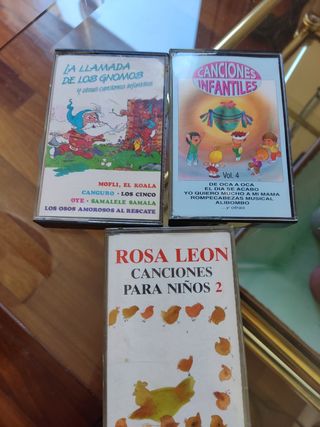 LA LLAMADA
DE LOS GNOMOS
Y otras canciones infantiles
MOFLI, EL KOALA
CANGURO - LOS CINCO
OYE - SAMALELE SAMALA
LOS OSOS AMOROSOS AL RESCATE
CANCIONES
INFANTILES
Vol. 4
DE OCA A OCA
EL DIA SE ACABO
YO QUIERO MUCHO A MI MAMA
ROMPECABEZAS MUSICAL
ALIBOMBO
...y otras
ROSA LEON
CANCIONES
PARA NIÑOS 2